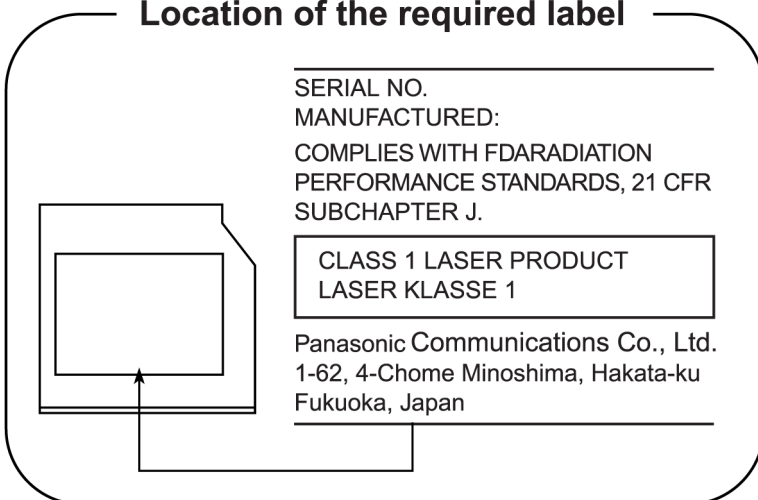 Location of the required label
SERIAL NO.
MANUFACTURED:
COMPLIES WITH FDARADIATION
PERFORMANCE STANDARDS, 21 CFR
SUBCHAPTER J.
CLASS 1 LASER PRODUCT
LASER KLASSE 1
Panasonic Communications Co., Ltd.
1-62, 4-Chome Minoshima, Hakata-ku
Fukuoka, Japan